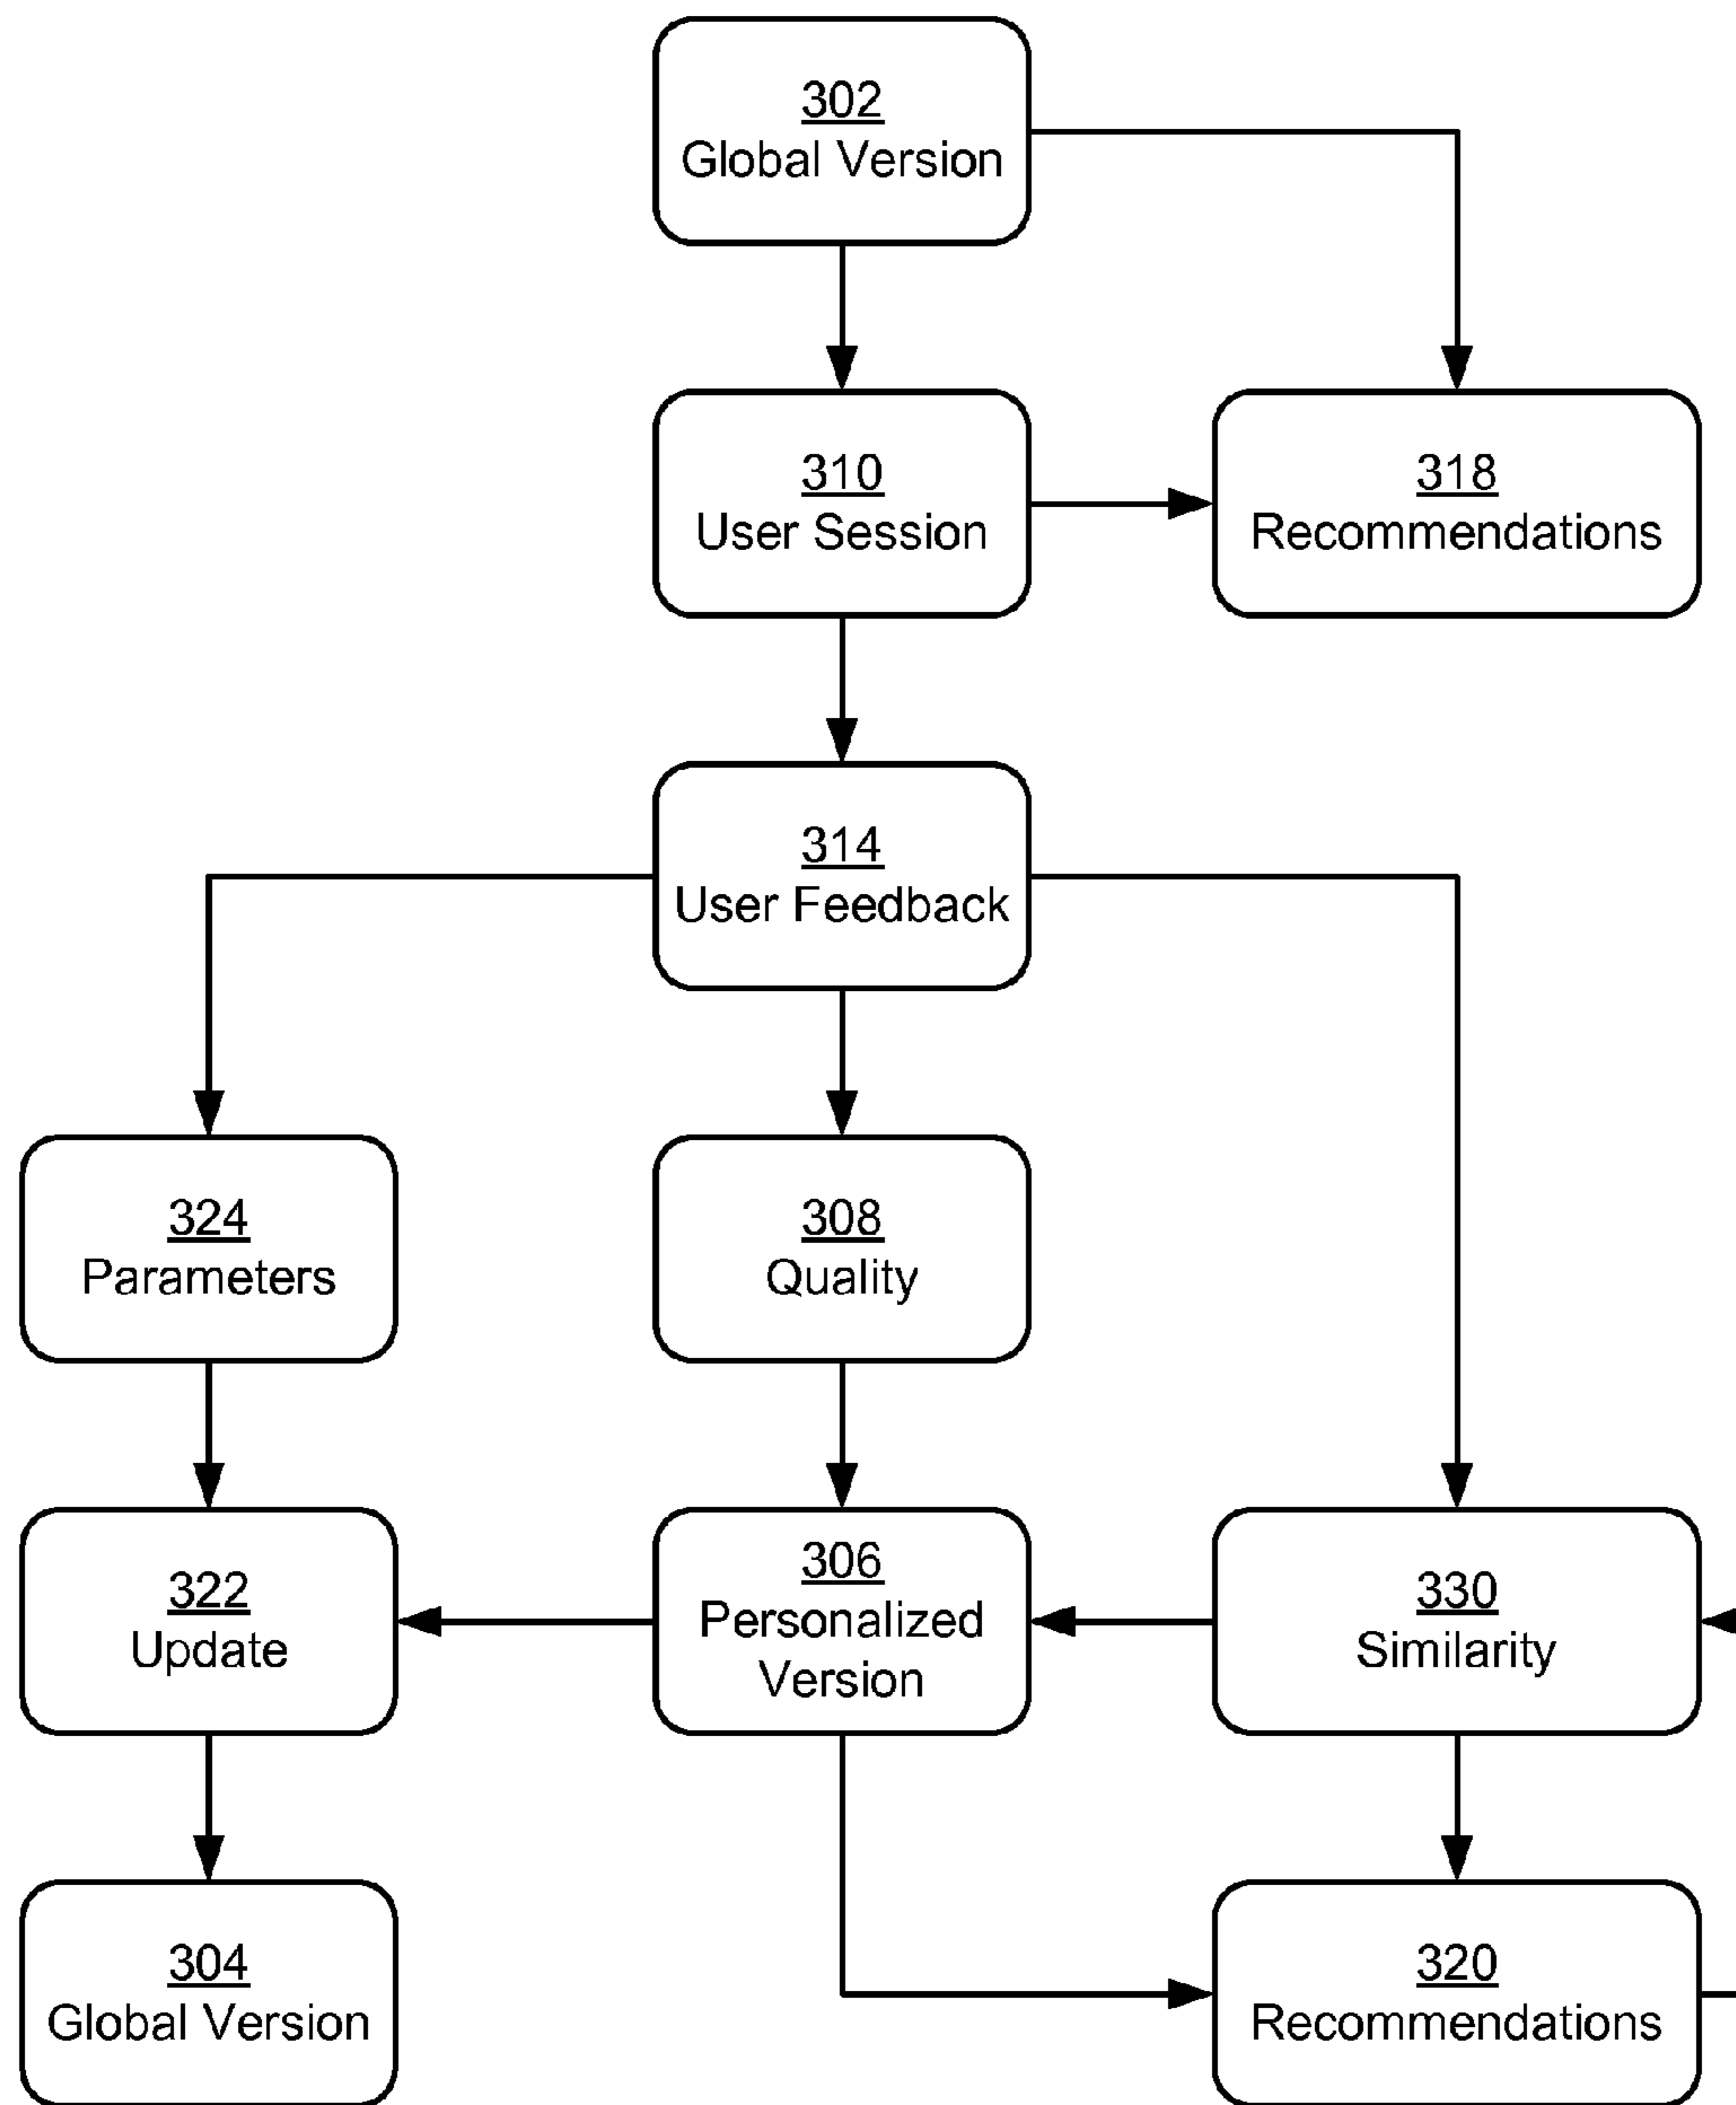 302
Global Version
310
User Session
318
Recommendations
314
User Feedback
324
Parameters
308
Quality
322
Update
306
Personalized
Version
330
Similarity
304
Global Version
320
Recommendations